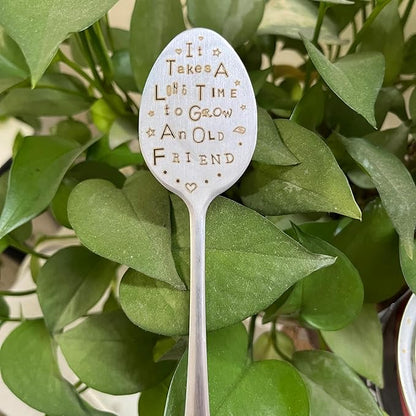 It
Takes A
Long Time
to Grow
An Old
Friend